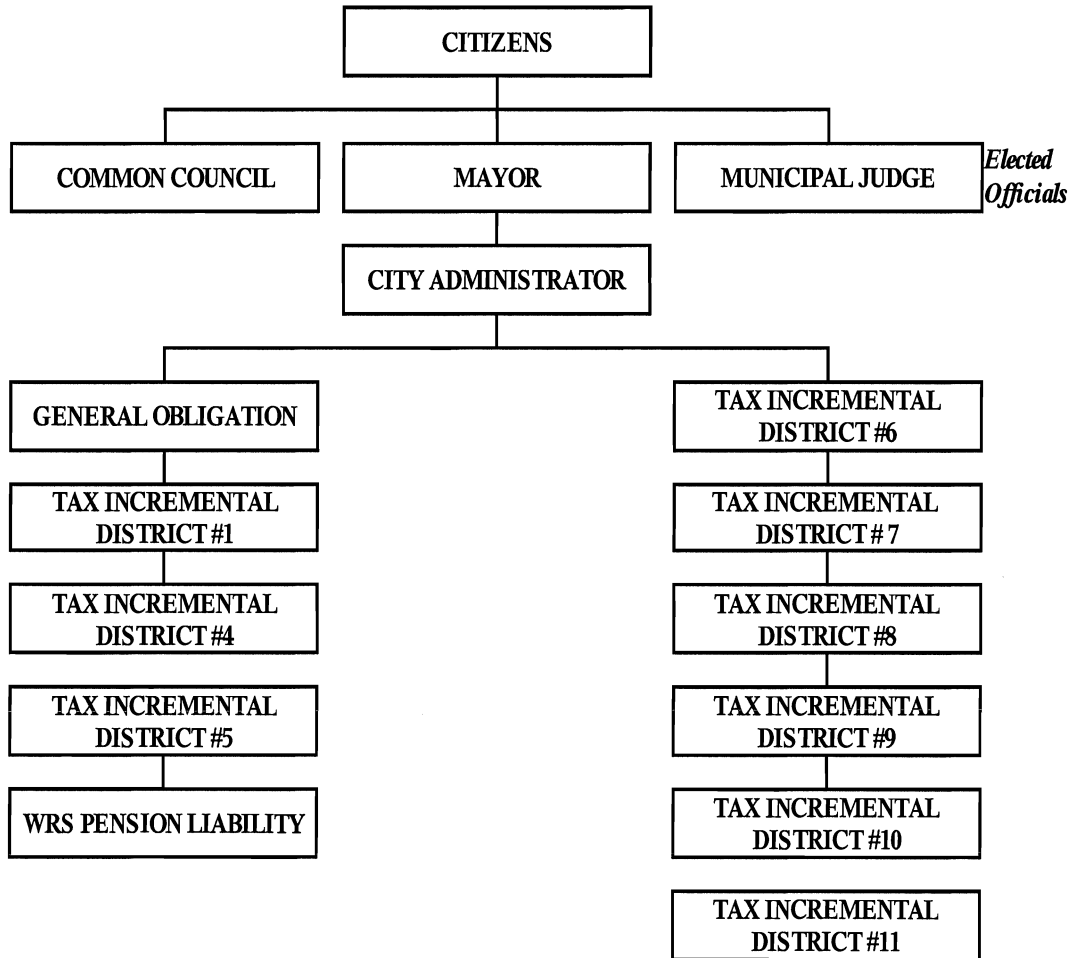 CITIZENS
COMMON COUNCIL
MAYOR
MUNICIPAL JUDGE
Elected
Officials
CITY ADMINISTRATOR
GENERAL OBLIGATION
TAX INCREMENTAL
DISTRICT #1
TAX INCREMENTAL
DISTRICT #4
TAX INCREMENTAL
DISTRICT #5
WRS PENSION LIABILITY
TAX INCREMENTAL
DISTRICT #6
TAX INCREMENTAL
DISTRICT # 7
TAX INCREMENTAL
DISTRICT #8
TAX INCREMENTAL
DISTRICT #9
TAX INCREMENTAL
DISTRICT #10
TAX INCREMENTAL
DISTRICT #11